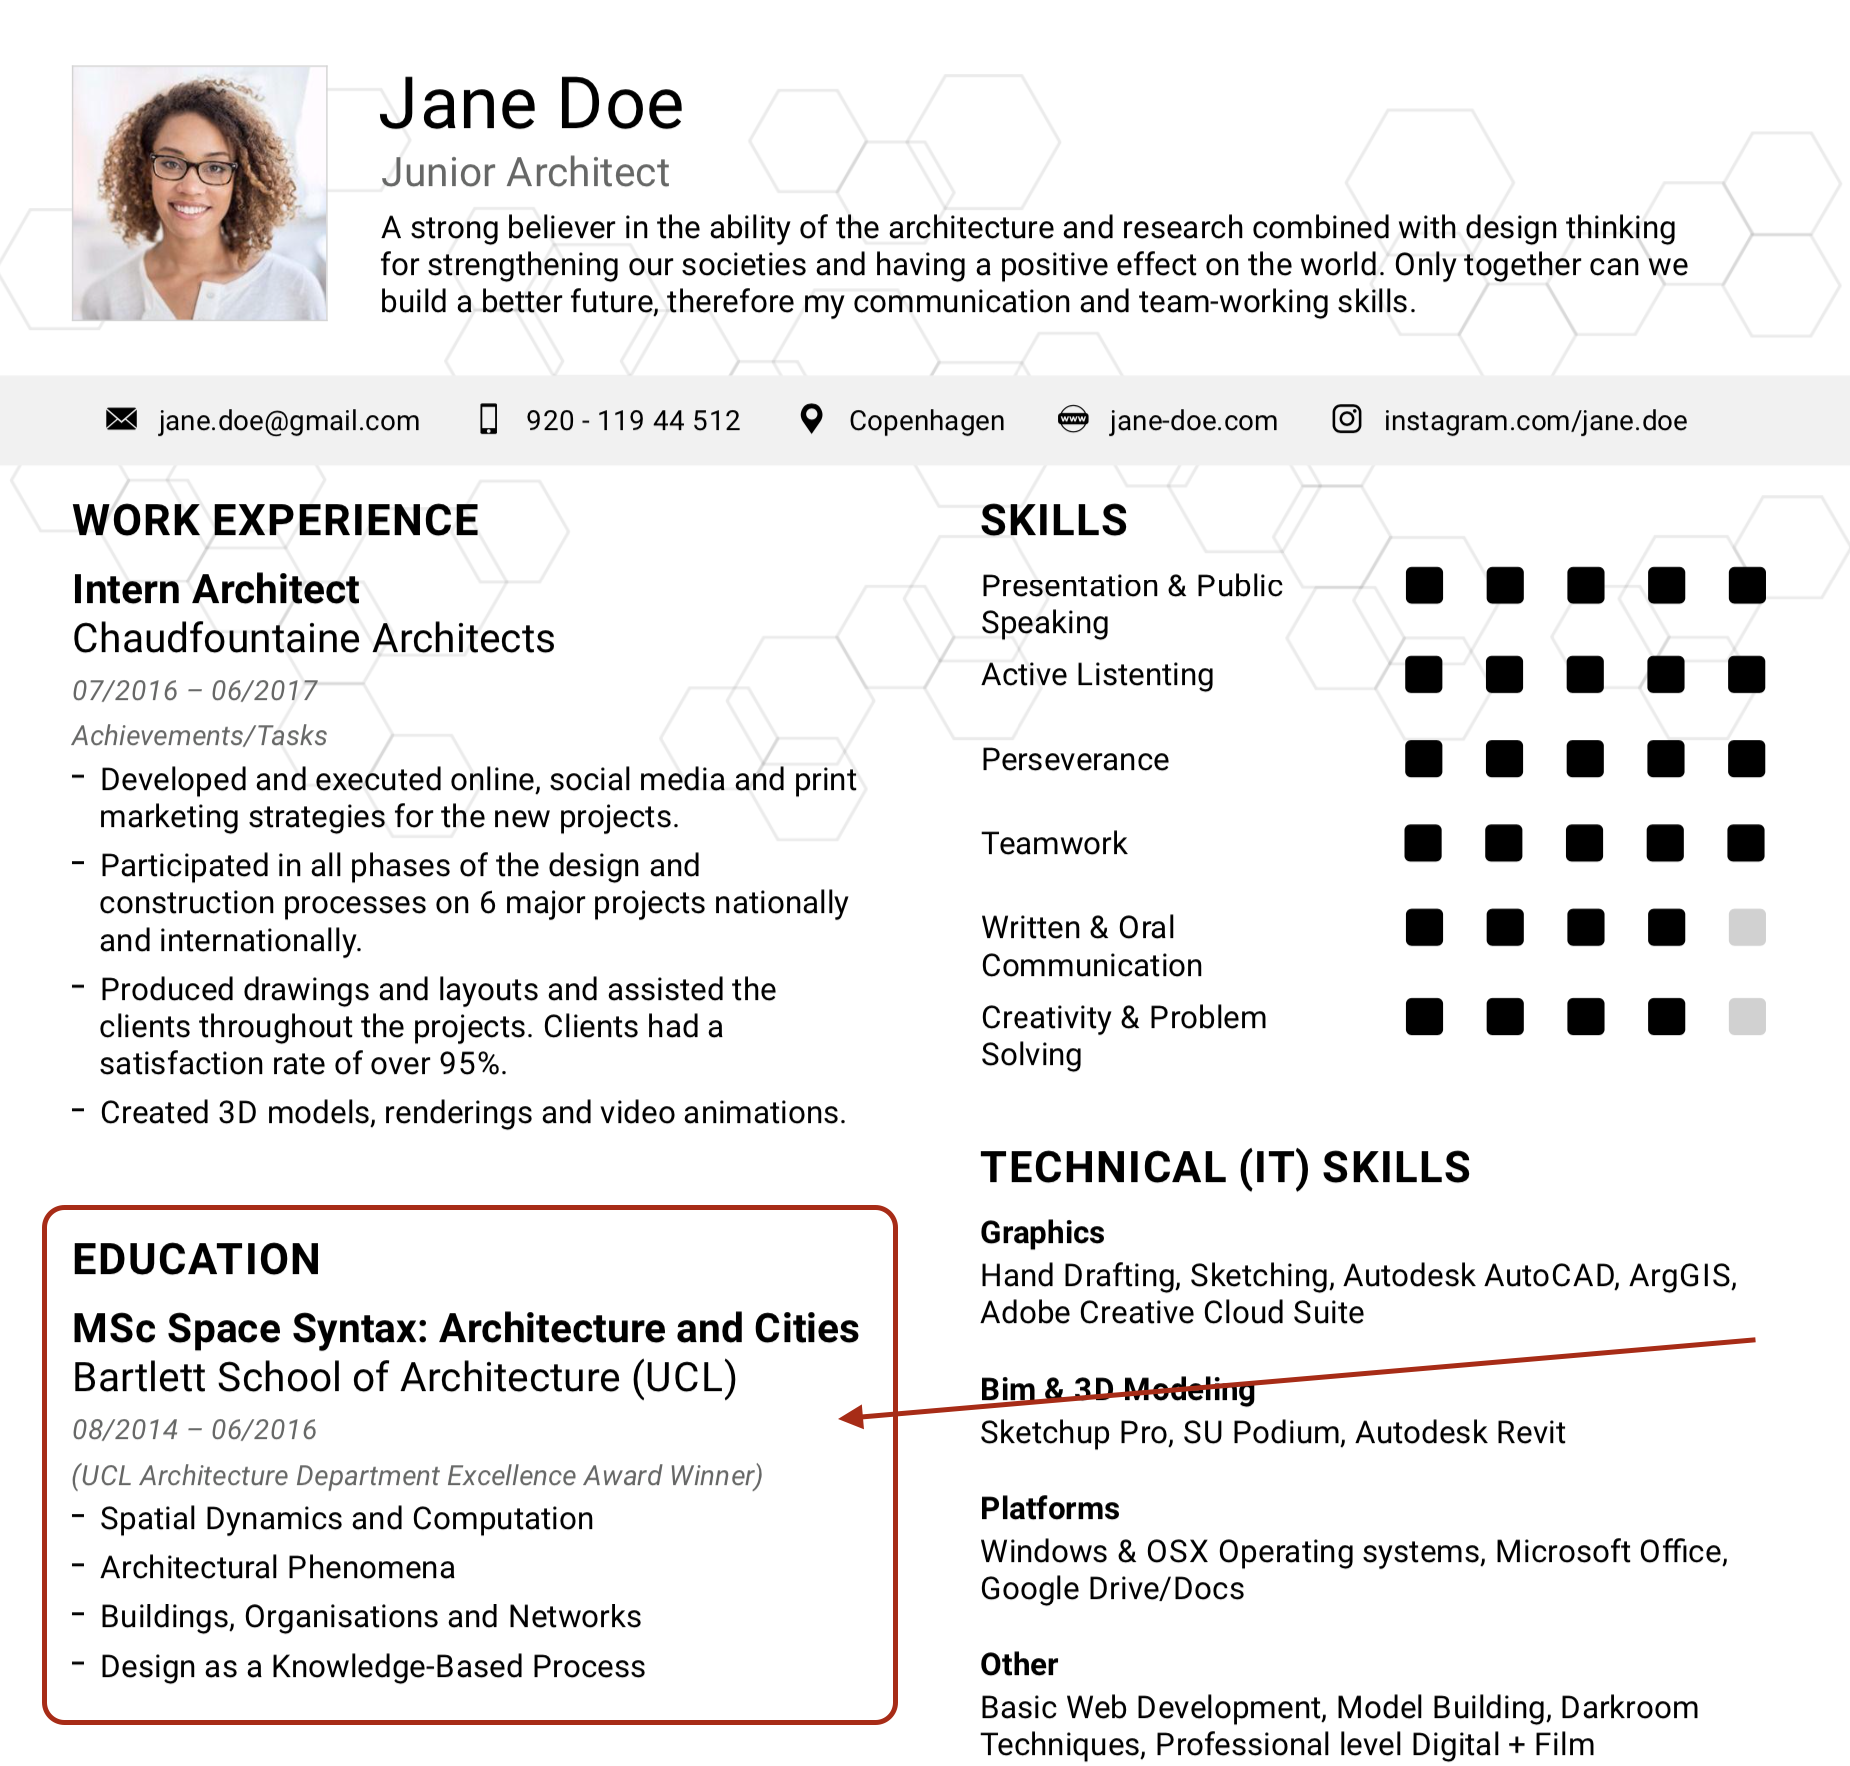 Jane Doe
Junior Architect
A strong believer in the ability of the architecture and research combined with design thinking
for strengthening our societies and having a positive effect on the world. Only together can we
build a better future, therefore my communication and team-working skills.
jane.doe@gmail.com
920 - 119 44 512
Copenhagen
www
jane-doe.com
instagram.com/jane.doe
WORK EXPERIENCE
Intern Architect
Chaudfountaine Architects
07/2016 – 06/2017
Achievements/Tasks
– Developed and executed online, social media and print
marketing strategies for the new projects.
– Participated in all phases of the design and
construction processes on 6 major projects nationally
and internationally.
– Produced drawings and layouts and assisted the
clients throughout the projects. Clients had a
satisfaction rate of over 95%.
– Created 3D models, renderings and video animations.
EDUCATION
MSc Space Syntax: Architecture and Cities
Bartlett School of Architecture (UCL)
08/2014 – 06/2016
(UCL Architecture Department Excellence Award Winner)
– Spatial Dynamics and Computation
– Architectural Phenomena
– Buildings, Organisations and Networks
– Design as a Knowledge-Based Process
SKILLS
Presentation & Public
Speaking
Active Listenting
Perseverance
Teamwork
Written & Oral
Communication
Creativity & Problem
Solving
TECHNICAL (IT) SKILLS
Graphics
Hand Drafting, Sketching, Autodesk AutoCAD, ArgGIS,
Adobe Creative Cloud Suite
Bim & 3D Modeling
Sketchup Pro, SU Podium, Autodesk Revit
Platforms
Windows & OSX Operating systems, Microsoft Office,
Google Drive/Docs
Other
Basic Web Development, Model Building, Darkroom
Techniques, Professional level Digital + Film